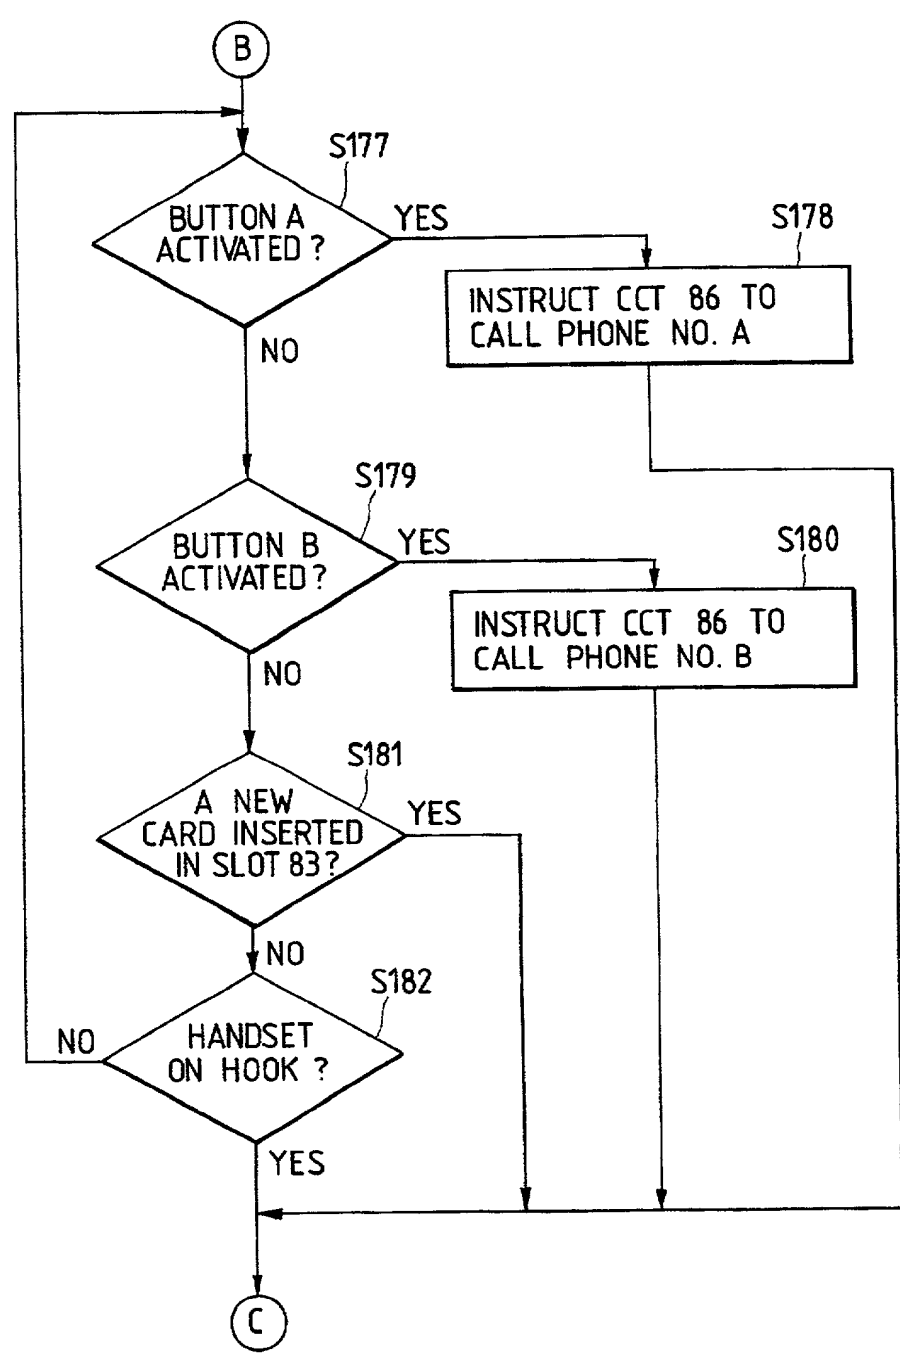 B
S177
BUTTON A
ACTIVATED ?
YES
S178
INSTRUCT CCT 86 TO
CALL PHONE NO. A
NO
S179
BUTTON B
ACTIVATED ?
YES
S180
INSTRUCT CCT 86 TO
CALL PHONE NO. B
NO
S181
A NEW
CARD INSERTED
IN SLOT 83 ?
YES
NO
S182
HANDSET
ON HOOK ?
NO
YES
C